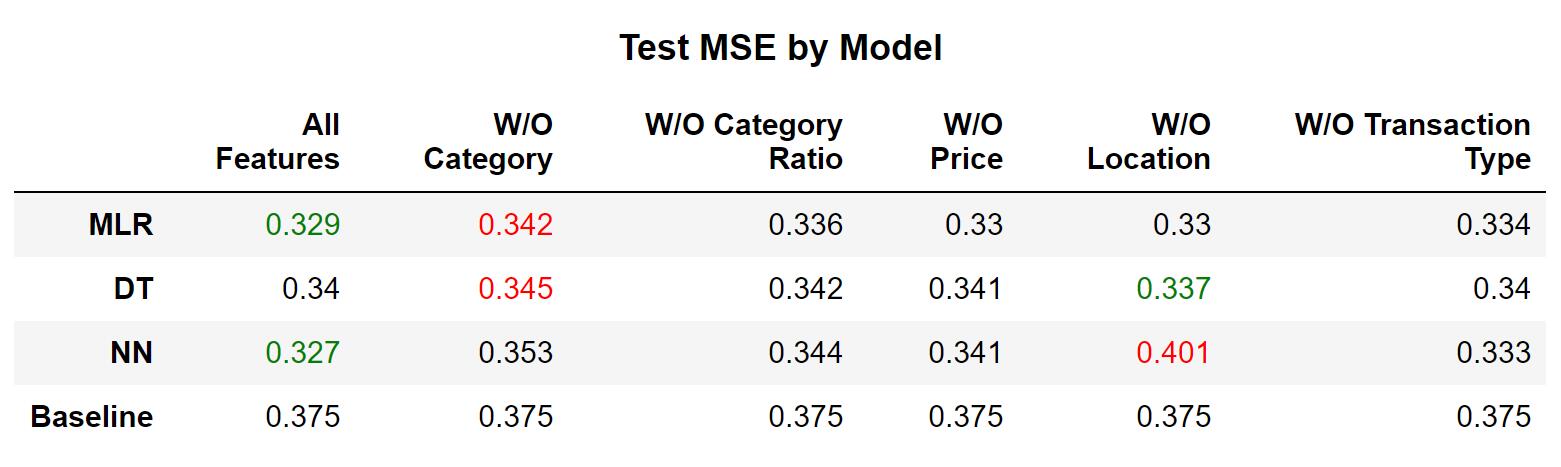 Test MSE by Model
All W/O W/O Category W/O W/O W/O Transaction
Features Category Ratio Price Location Type
MLR 0.329 0.342 0.336 0.33 0.33 0.334
DT 0.34 0.345 0.342 0.341 0.337 0.34
NN 0.327 0.353 0.344 0.341 0.401 0.333
Baseline 0.375 0.375 0.375 0.375 0.375 0.375